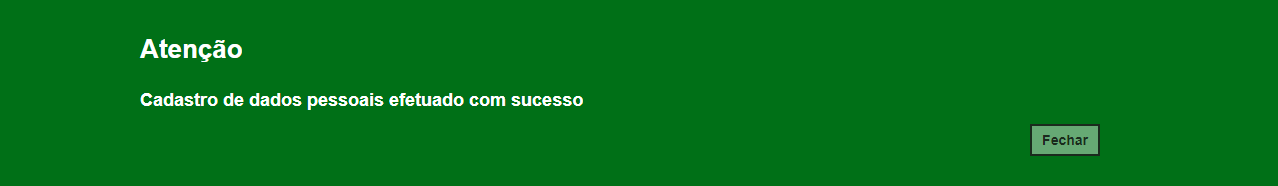 Atenção
Cadastro de dados pessoais efetuado com sucesso
Fechar